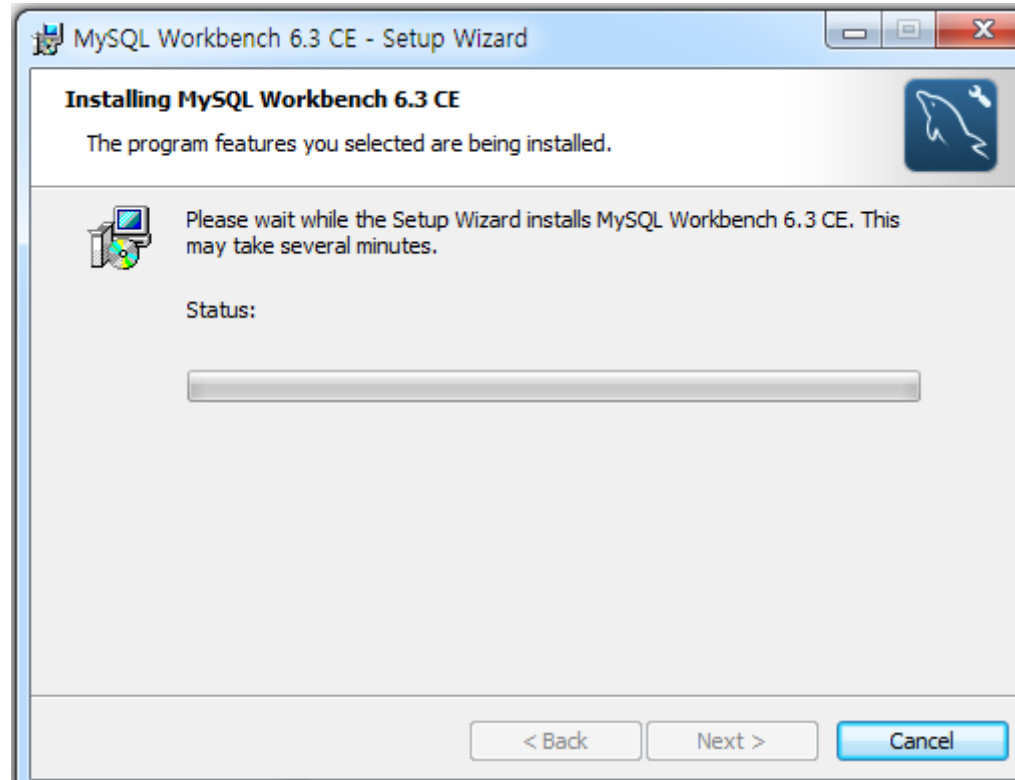 MySQL Workbench 6.3 CE - Setup Wizard
Installing MySQL Workbench 6.3 CE
The program features you selected are being installed.
Please wait while the Setup Wizard installs MySQL Workbench 6.3 CE. This
may take several minutes.
Status:
< Back
Next >
Cancel